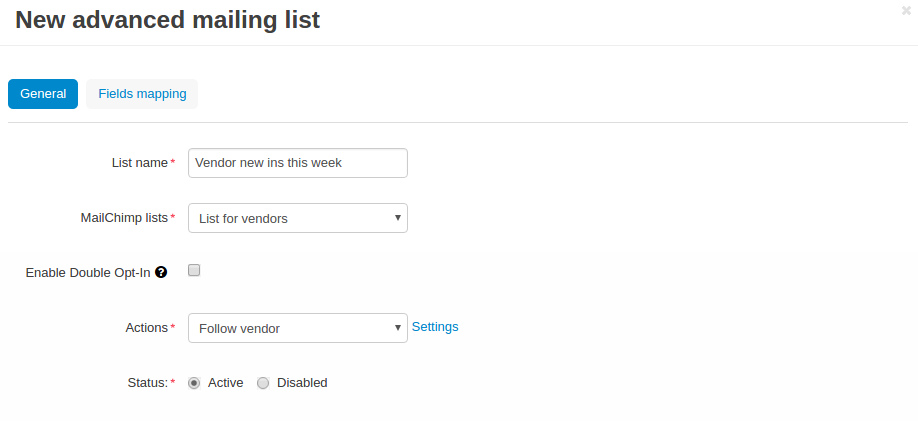 New advanced mailing list
General Fields mapping
List name* Vendor new ins this week
MailChimp lists* List for vendors
Enable Double Opt-In ?
Actions* Follow vendor Settings
Status:* Active Disabled